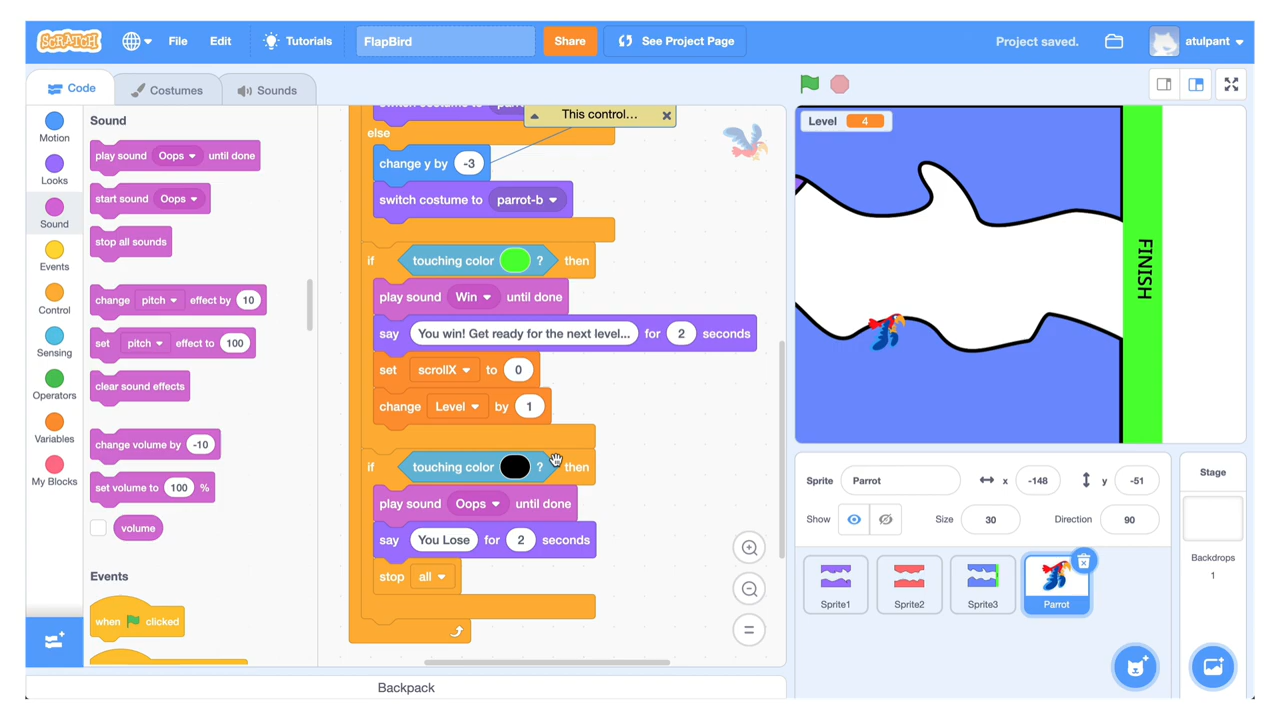 SCRATCH File Edit Tutorials FlapBird Share See Project Page Project saved. atulpant
Code Costumes Sounds
Motion
Looks
Sound
Events
Control
Sensing
Operators
Variables
My Blocks
Sound
play sound Oops until done
start sound Oops
stop all sounds
change pitch effect by 10
set pitch effect to 100
clear sound effects
change volume by -10
set volume to 100 %
volume
Events
when clicked
This control...
else
change y by -3
switch costume to parrot-b
if touching color ? then
play sound Win until done
say You win! Get ready for the next level... for 2 seconds
set scrollX to 0
change Level by 1
if touching color ? then
play sound Oops until done
say You Lose for 2 seconds
stop all
Backpack
Level 4
FINISH
Sprite Parrot x -148 y -51
Show Size 30 Direction 90
Sprite1 Sprite2 Sprite3 Parrot
Stage
Backdrops
1